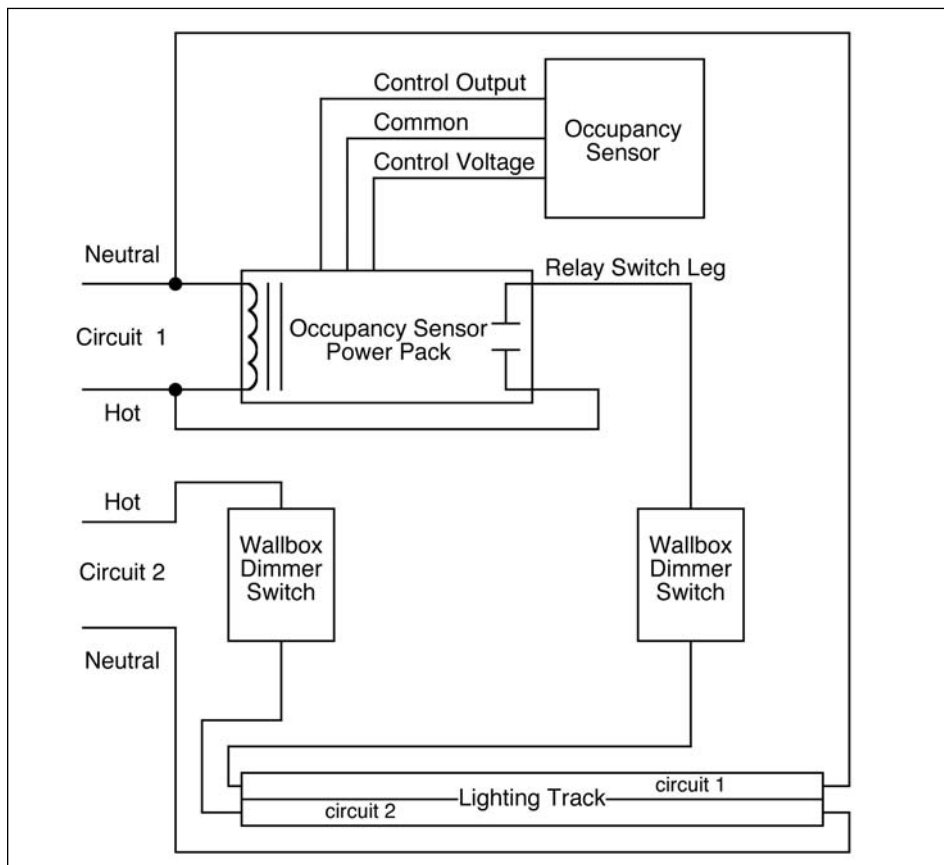 Control Output
Common
Control Voltage
Occupancy
Sensor
Neutral
Circuit 1
Hot
Relay Switch Leg
Occupancy Sensor
Power Pack
Hot
Circuit 2
Neutral
Wallbox
Dimmer
Switch
Wallbox
Dimmer
Switch
circuit 1
Lighting Track
circuit 2